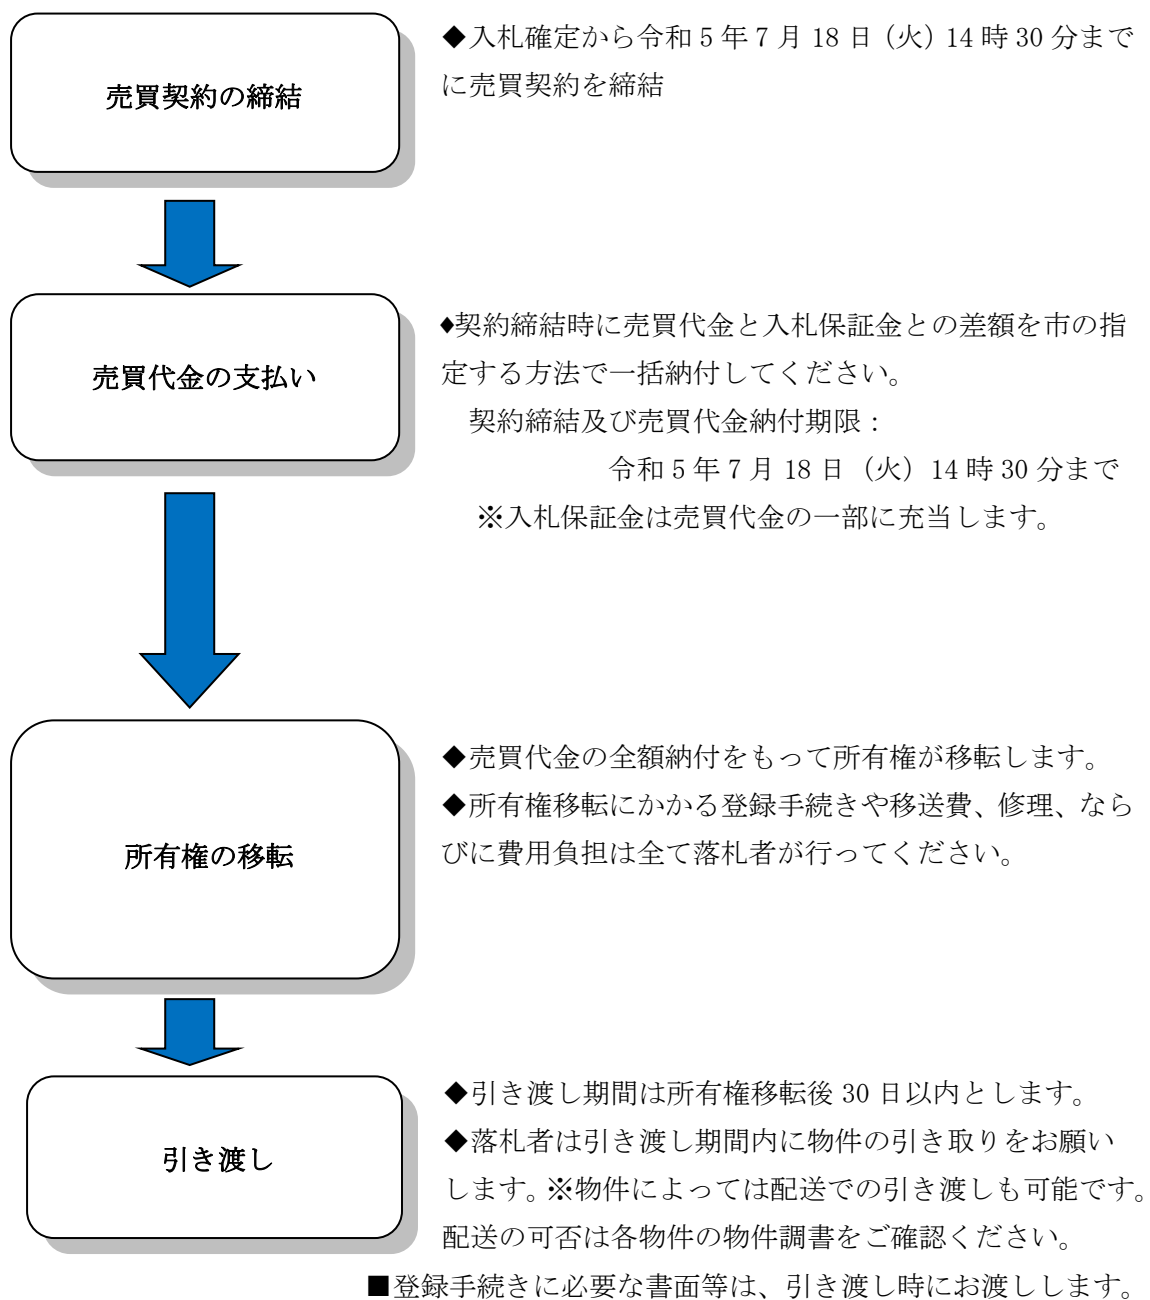 売買契約の締結
◆入札確定から令和5年7月18日（火）14時30分まで
に売買契約を締結
売買代金の支払い
♦契約締結時に売買代金と入札保証金との差額を市の指
定する方法で一括納付してください。
契約締結及び売買代金納付期限：
令和5年7月18日（火）14時30分まで
※入札保証金は売買代金の一部に充当します。
所有権の移転
◆売買代金の全額納付をもって所有権が移転します。
◆所有権移転にかかる登録手続きや移送費、修理、なら
びに費用負担は全て落札者が行ってください。
引き渡し
◆引き渡し期間は所有権移転後30日以内とします。
◆落札者は引き渡し期間内に物件の引き取りをお願い
します。※物件によっては配送での引き渡しも可能です。
配送の可否は各物件の物件調書をご確認ください。
■登録手続きに必要な書面等は、引き渡し時にお渡しします。